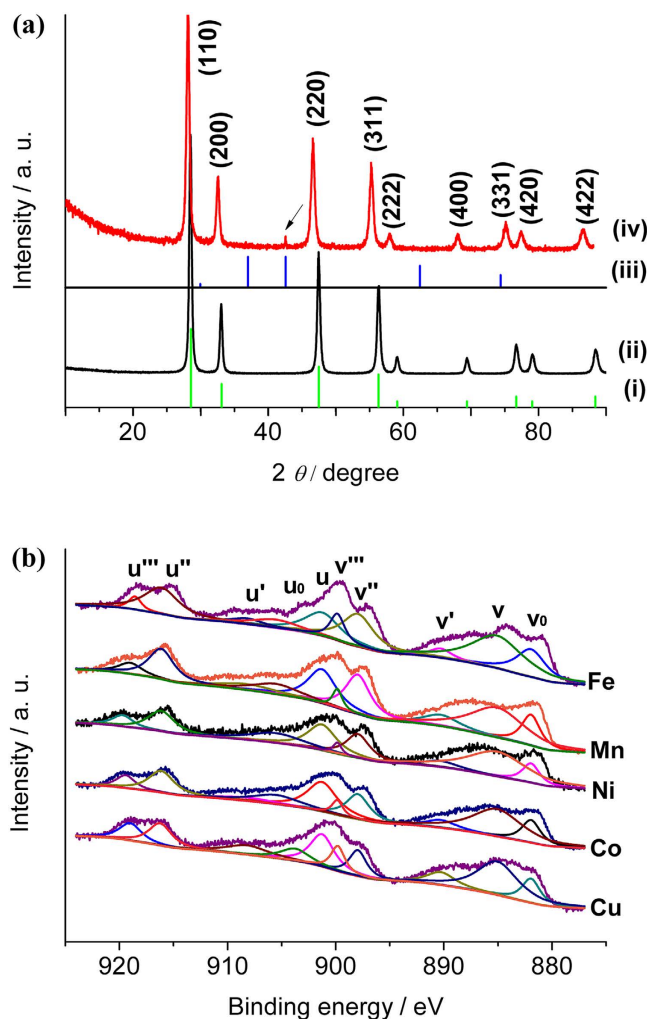 (a)
Intensity / a. u.
(110)
(200)
(220)
(311)
(222)
(400)
(331)
(420)
(422)
(iv)
(iii)
(ii)
(i)
20 40 60 80
2 θ / degree
(b)
Intensity / a. u.
u''' u'' u' u₀ u v''' v'' v' v v₀
Fe
Mn
Ni
Co
Cu
920 900 890 880
Binding energy / eV